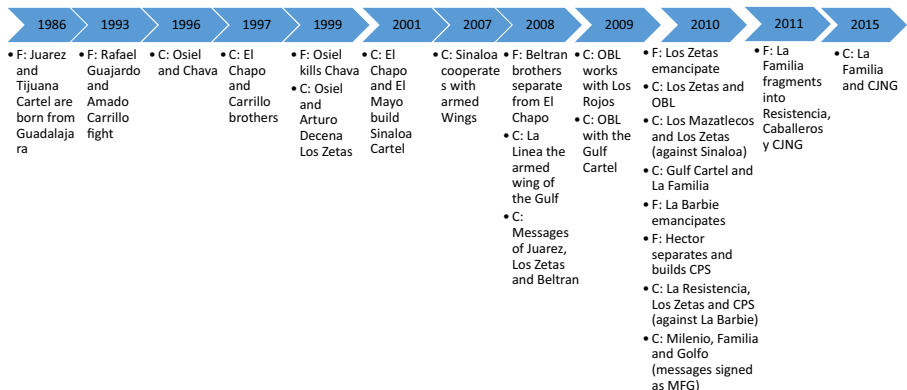 1986
1993
1996
1997
1999
2001
2007
2008
2009
2010
2011
2015
• F: Juarez
and
Tijuana
Cartel are
born from
Guadalaja
ra
• F: Rafael
Guajardo
and
Amado
Carrillo
fight
• C: Osiel
and Chava
• C: El
Chapo
and
Carrillo
brothers
• F: Osiel
kills Chava
• C: Osiel
and
Arturo
Decena
Los Zetas
• C: El
Chapo
and El
Mayo
build
Sinaloa
Cartel
• C: Sinaloa
cooperate
s with
armed
Wings
• F: Beltran
brothers
separate
from El
Chapo
• C: La
Linea the
armed
wing of
the Gulf
• C:
Messages
of Juarez,
Los Zetas
and Beltran
• C: OBL
works with
Los Rojos
• C: OBL
with the
Gulf
Cartel
• F: Los Zetas
emancipate
• C: Los Zetas and
OBL
• C: Los Mazatlecos
and Los Zetas
(against Sinaloa)
• C: Gulf Cartel and
La Familia
• F: La Barbie
emancipates
• F: Hector
separates and
builds CPS
• C: La Resistencia,
Los Zetas and CPS
(against La Barbie)
• C: Milenio, Familia
and Golfo
(messages signed
as MFG)
• F: La
Familia
fragments
into
Resistencia,
Caballeros
y CJNG
• C: La
Familia
and CJNG